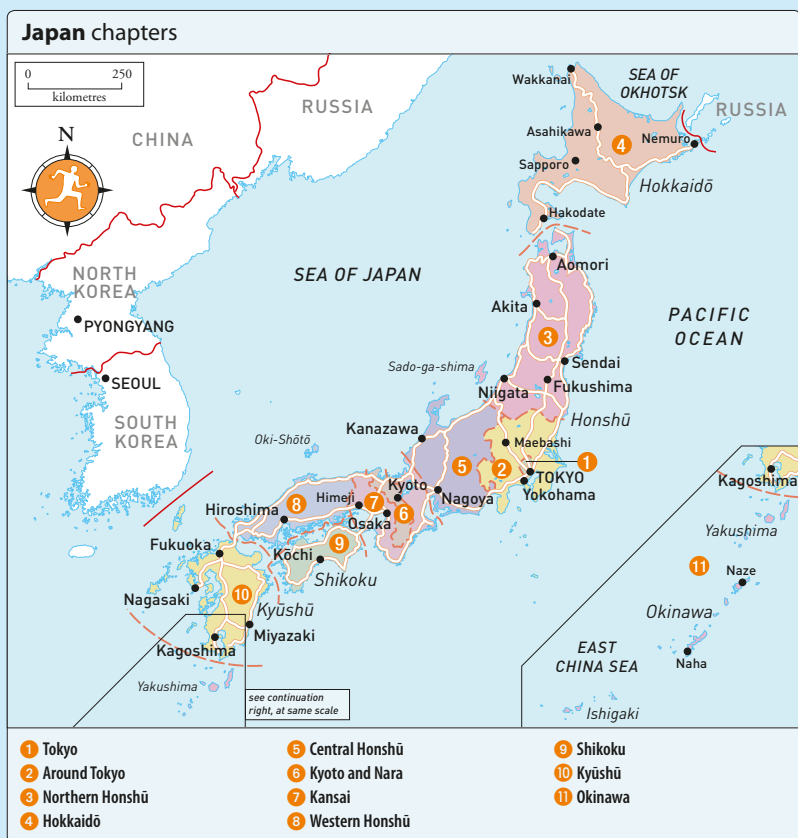 Japan chapters
0 250
kilometres
N
RUSSIA
CHINA
NORTH
KOREA
PYONGYANG
SEOUL
SOUTH
KOREA
SEA OF JAPAN
SEA OF
OKHOTSK
RUSSIA
Wakkanai
Asahikawa
Nemuro
4
Sapporo
Hokkaidō
Hakodate
Aomori
Akita
3
PACIFIC
OCEAN
Sendai
Sado-ga-shima
Niigata
Fukushima
Honshū
Kanazawa
Maebashi
Oki-Shōtō
5
2
1
TOKYO
Yokohama
Kyoto
Nagoya
7
6
Himeji
Osaka
8
Hiroshima
9
Kōchi
Shikoku
Fukuoka
Nagasaki
10
Kyūshū
Miyazaki
Kagoshima
Yakushima
see continuation
right, at same scale
Kagoshima
Yakushima
11
Naze
Okinawa
EAST
CHINA SEA
Naha
Ishigaki
1 Tokyo
2 Around Tokyo
3 Northern Honshū
4 Hokkaidō
5 Central Honshū
6 Kyoto and Nara
7 Kansai
8 Western Honshū
9 Shikoku
10 Kyūshū
11 Okinawa